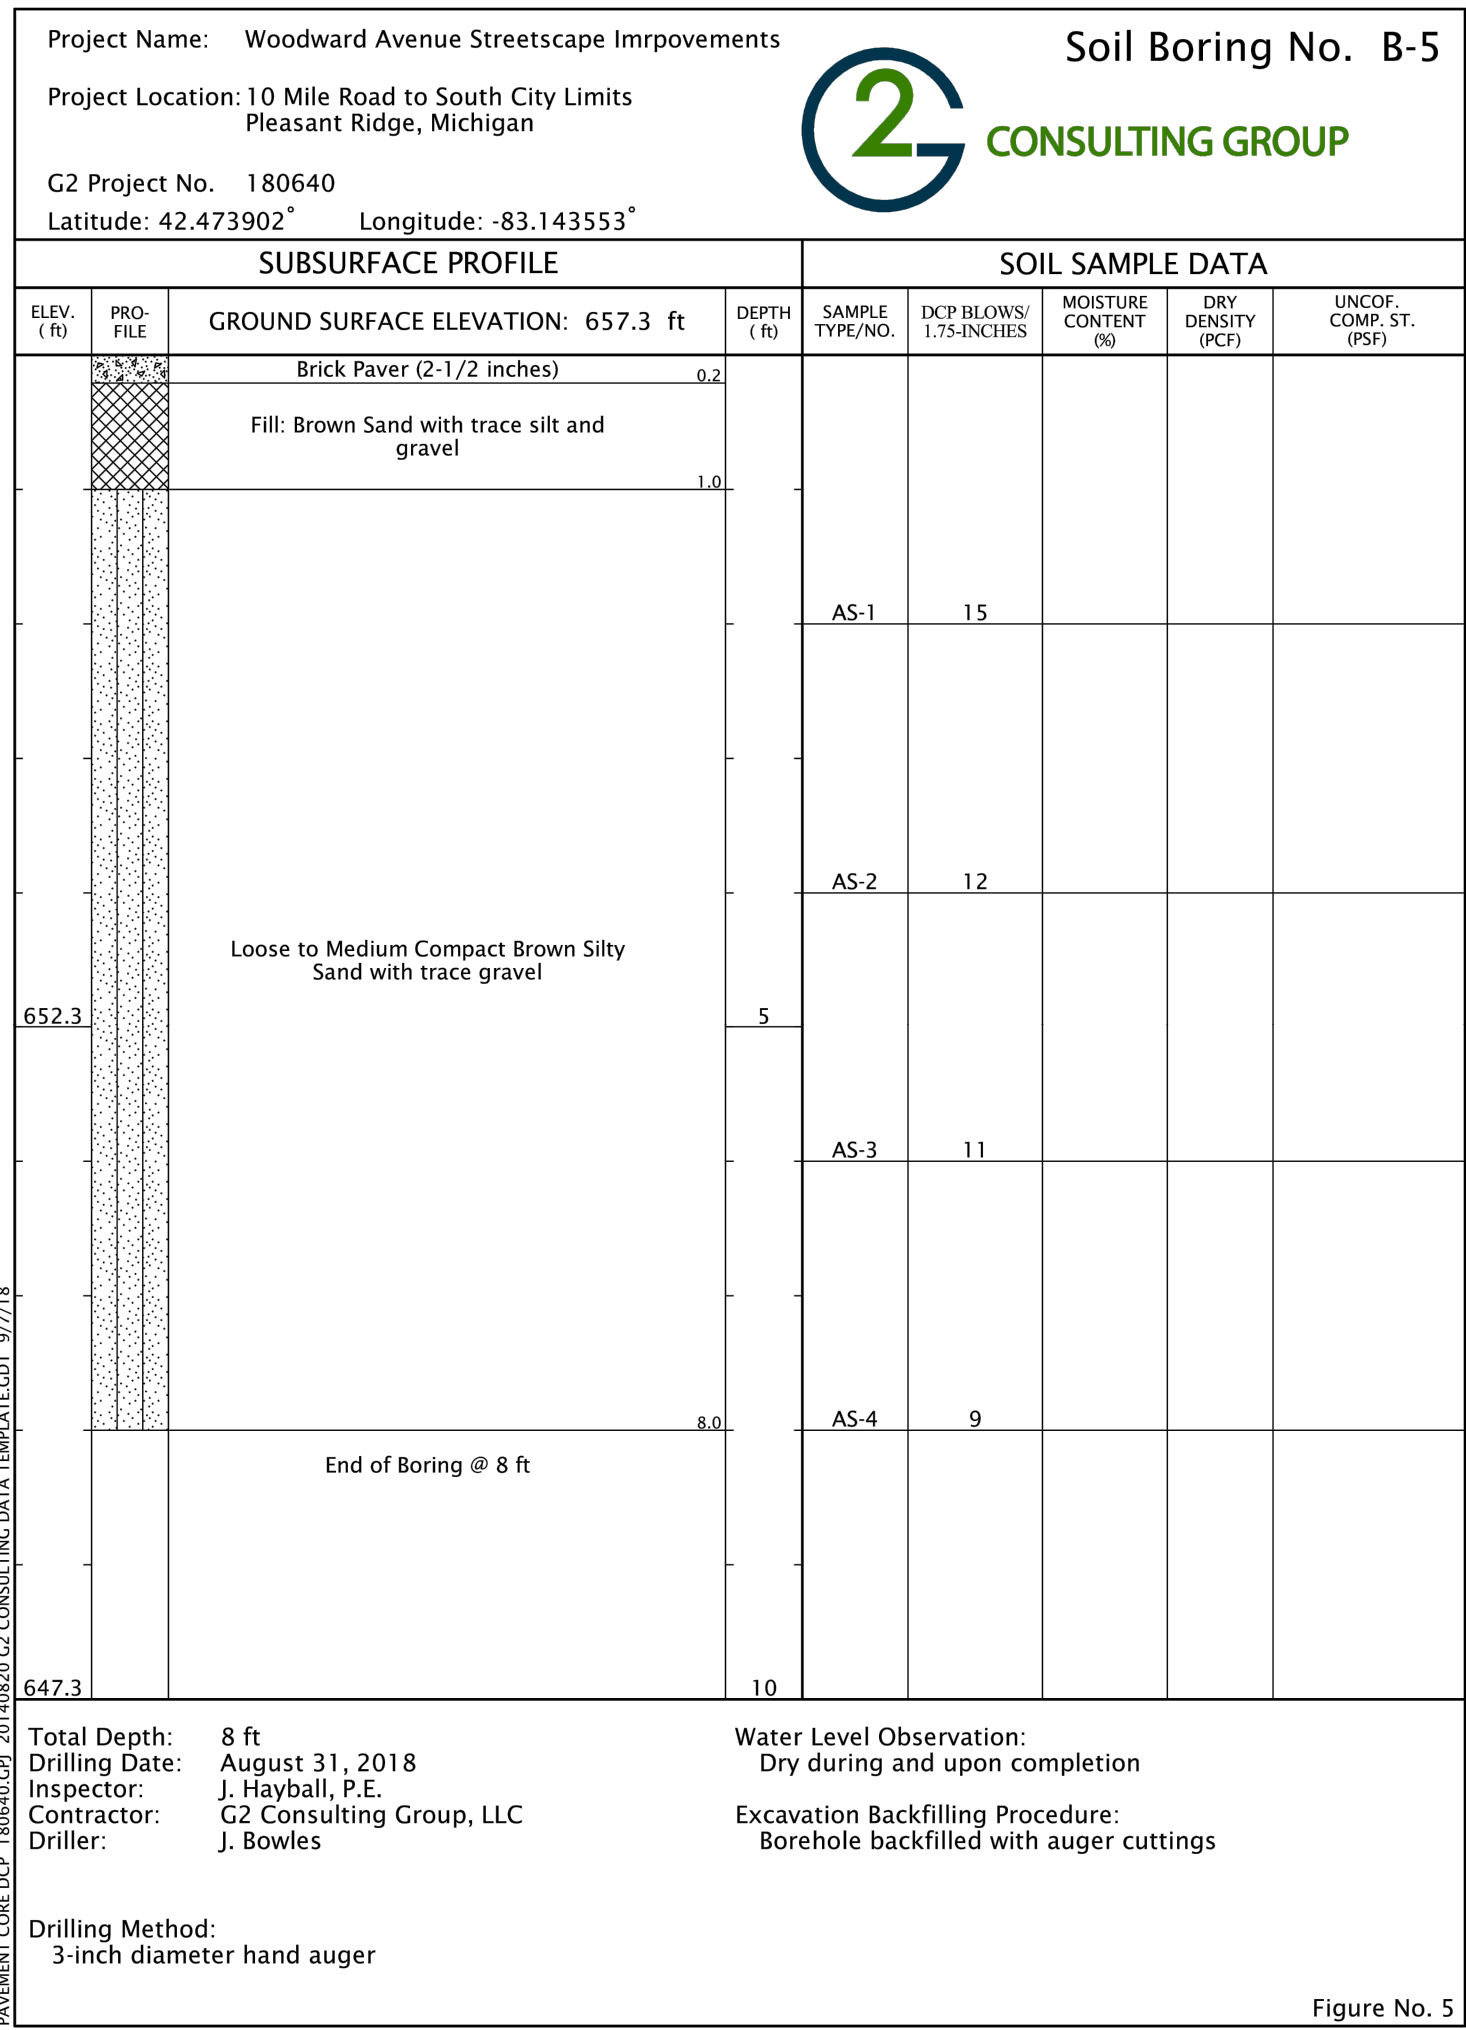 Project Name: Woodward Avenue Streetscape Imrpovements
Project Location: 10 Mile Road to South City Limits
Pleasant Ridge, Michigan
G2 Project No. 180640
Latitude: 42.473902° Longitude: -83.143553°
Soil Boring No. B-5
G2 CONSULTING GROUP
SUBSURFACE PROFILE
SOIL SAMPLE DATA
ELEV. (ft)
PRO-FILE
GROUND SURFACE ELEVATION: 657.3 ft
DEPTH (ft)
SAMPLE TYPE/NO.
DCP BLOWS/ 1.75-INCHES
MOISTURE CONTENT (%)
DRY DENSITY (PCF)
UNCOF. COMP. ST. (PSF)
Brick Paver (2-1/2 inches)
0.2
Fill: Brown Sand with trace silt and
gravel
1.0
AS-1 15
AS-2 12
Loose to Medium Compact Brown Silty
Sand with trace gravel
652.3 5
AS-3 11
8.0 AS-4 9
End of Boring @ 8 ft
647.3 10
Total Depth: 8 ft
Drilling Date: August 31, 2018
Inspector: J. Hayball, P.E.
Contractor: G2 Consulting Group, LLC
Driller: J. Bowles
Drilling Method:
3-inch diameter hand auger
Water Level Observation:
Dry during and upon completion
Excavation Backfilling Procedure:
Borehole backfilled with auger cuttings
Figure No. 5
PAVEMENT CORE DCP 180640.GPJ 20140820 G2 CONSULTING DATA TEMPLATE.GDT 9/7/18